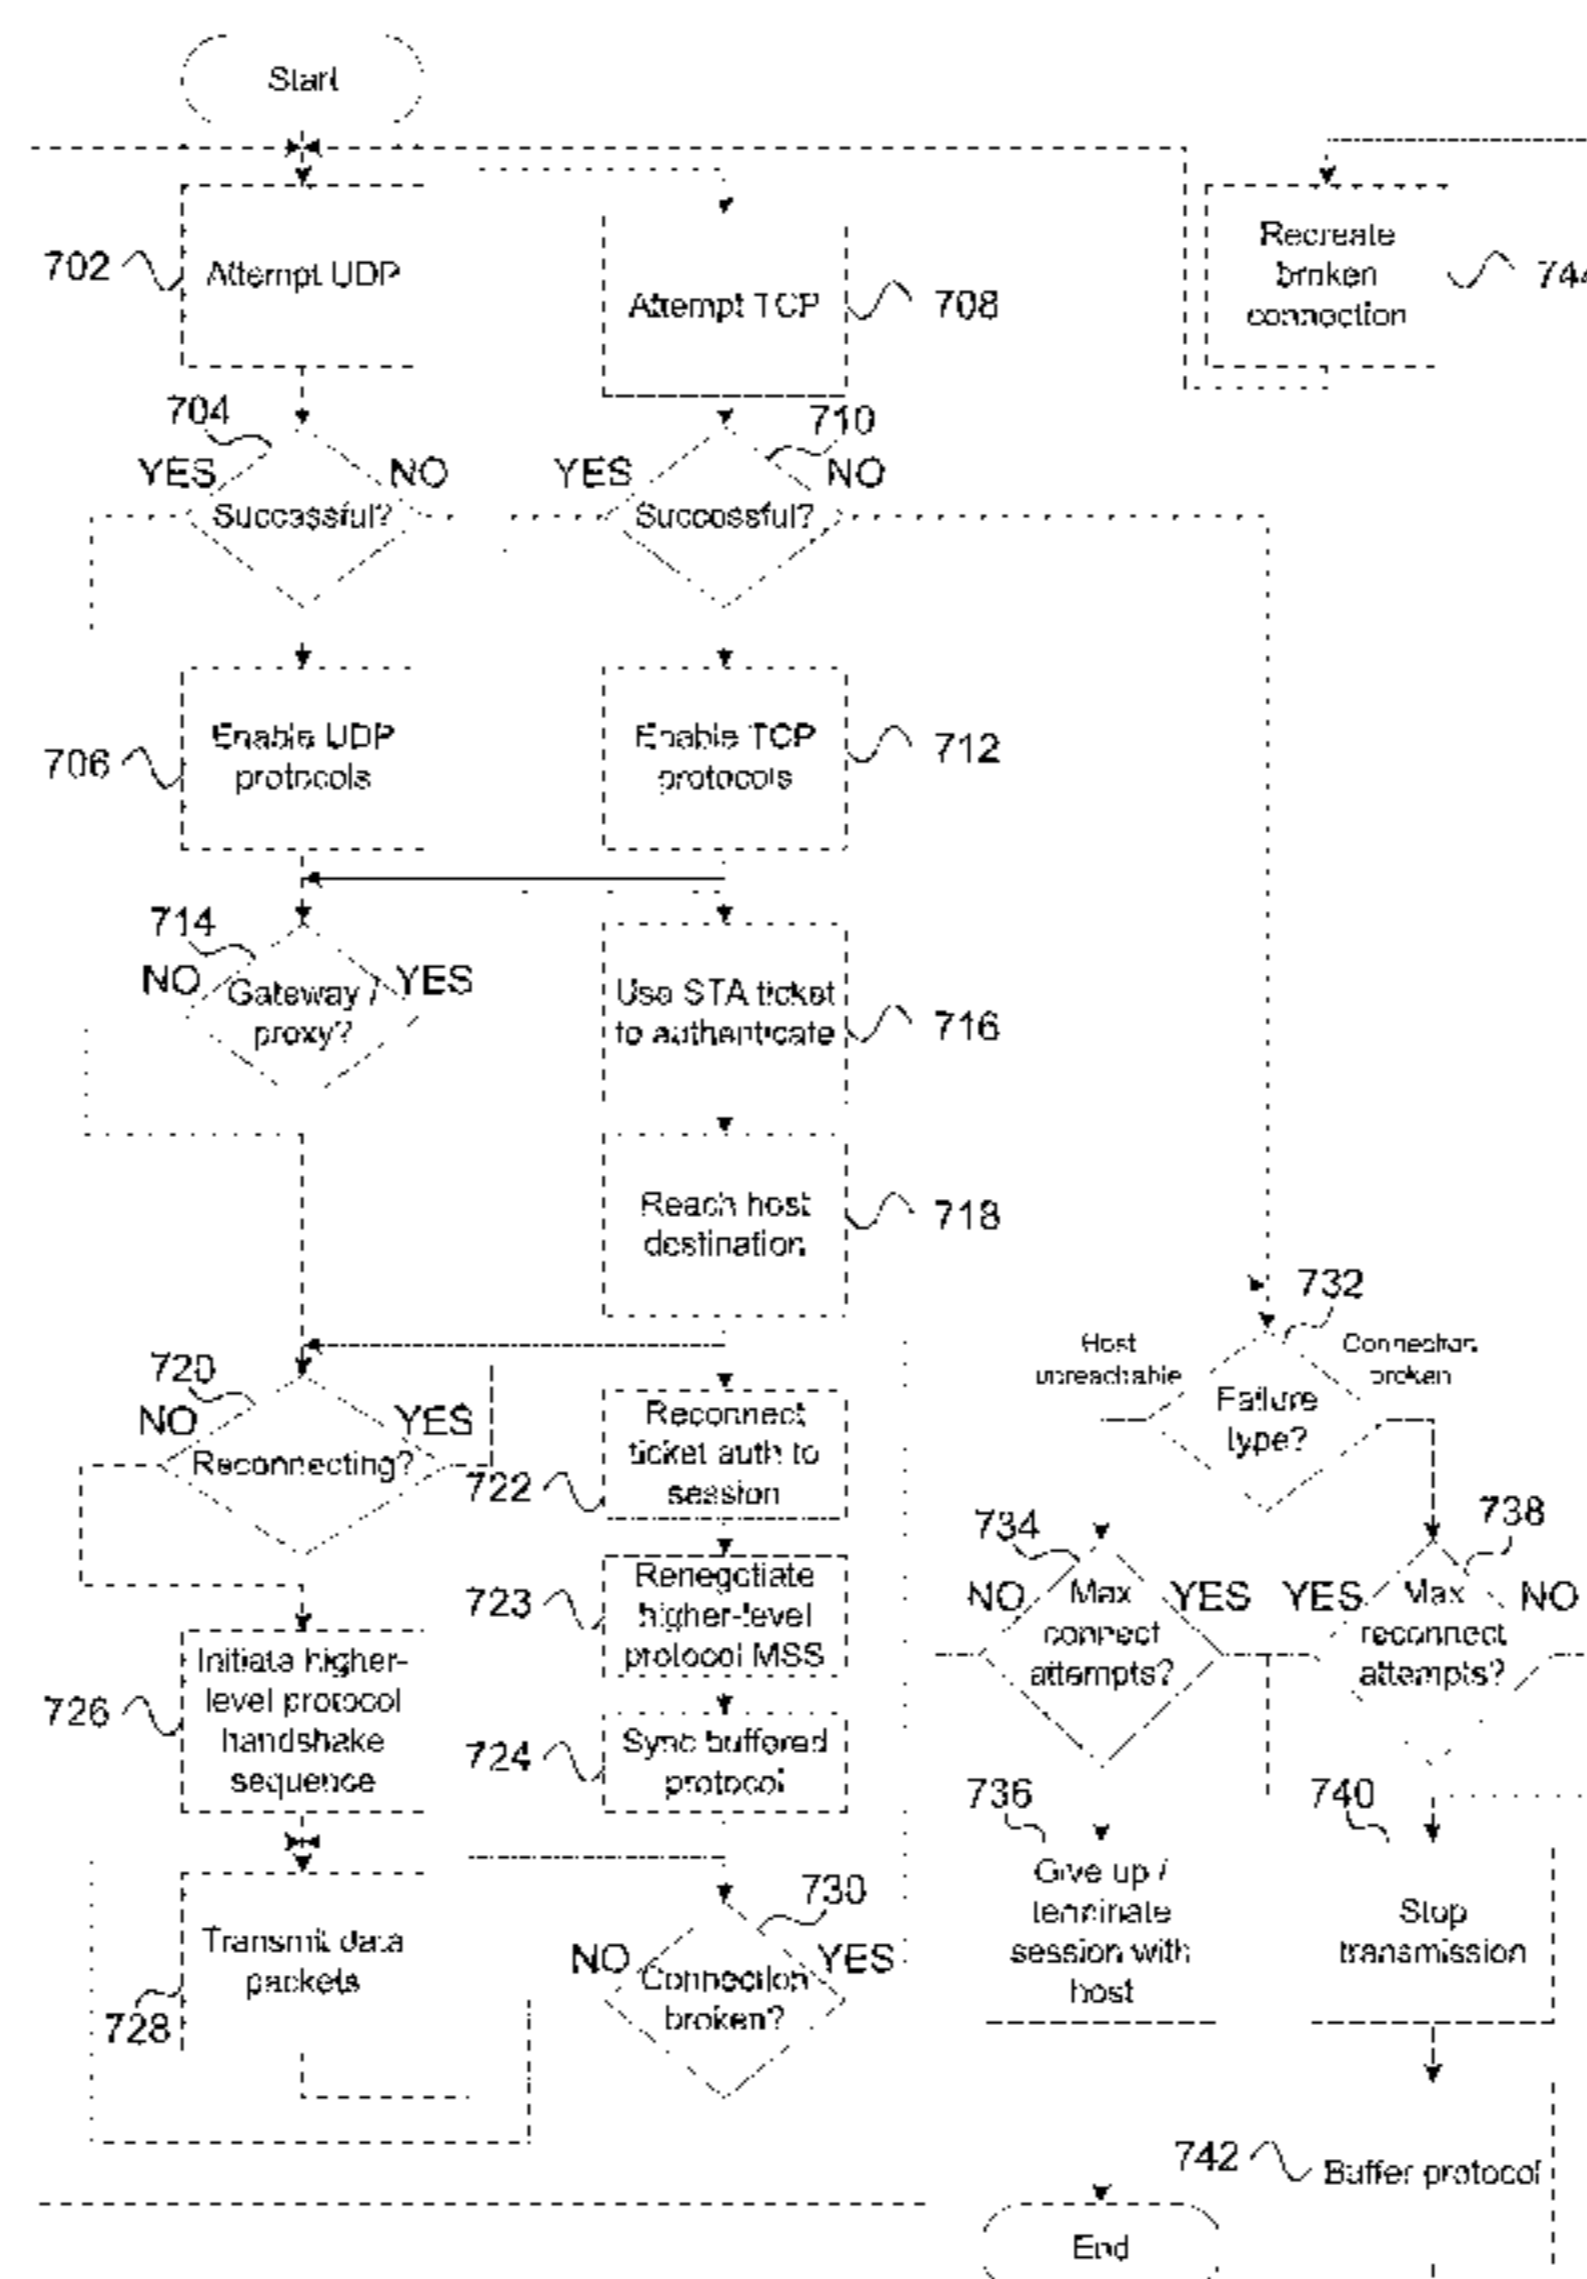 Start
702
Attempt UDP
Attempt TCP
708
Recreate
broken
connection
744
704
YES
NO
Successful?
710
YES
NO
Successful?
706
Enable UDP
protocols
Enable TCP
protocols
712
714
NO
YES
Gateway /
proxy?
Use STA ticket
to authenticate
716
Reach host
destination
718
732
Host
unreachable
Connection
broken
Failure
type?
720
NO
YES
Reconnecting?
722
Reconnect
ticket auth to
session
723
Renegotiate
higher-level
protocol MSS
724
Sync buffered
protocol
726
Initiate higher-
level protocol
handshake
sequence
734
NO
YES
Max
connect
attempts?
738
YES
NO
Max
reconnect
attempts?
736
Give up /
terminate
session with
host
740
Stop
transmission
728
Transmit data
packets
730
NO
YES
Connection
broken?
742
Buffer protocol
End